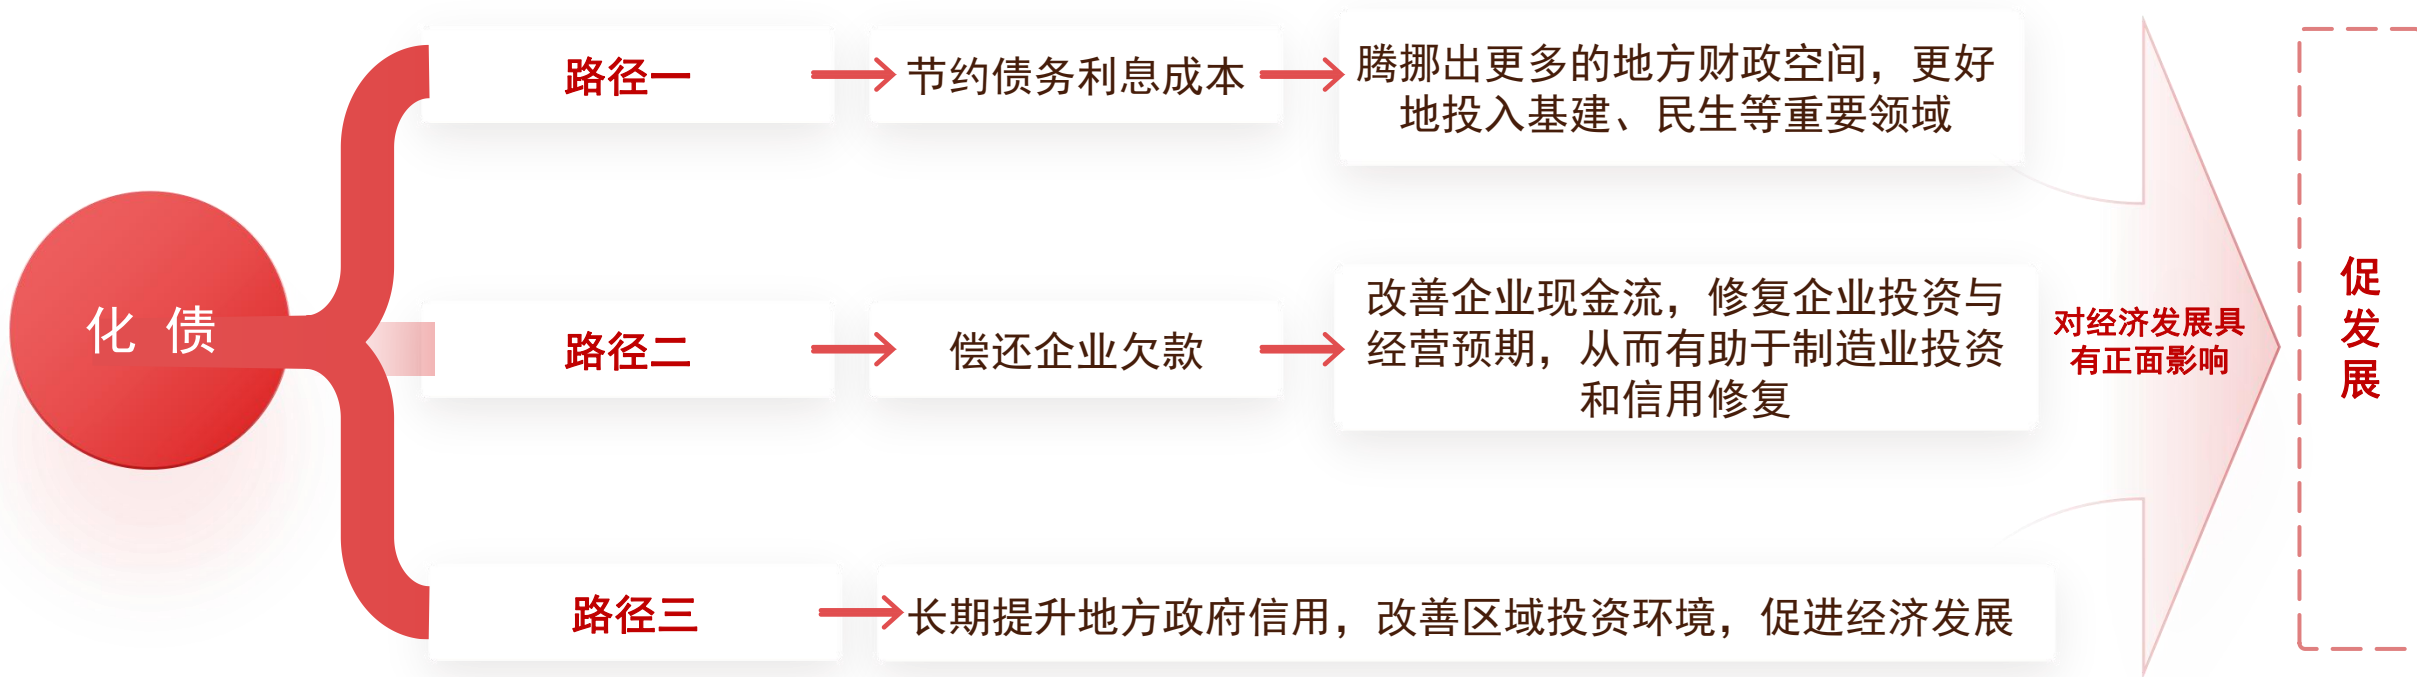 化债
路径一
节约债务利息成本
腾挪出更多的地方财政空间，更好
地投入基建、民生等重要领域
路径二
偿还企业欠款
改善企业现金流，修复企业投资与
经营预期，从而有助于制造业投资
和信用修复
路径三
长期提升地方政府信用，改善区域投资环境，促进经济发展
对经济发展具
有正面影响
促
发
展